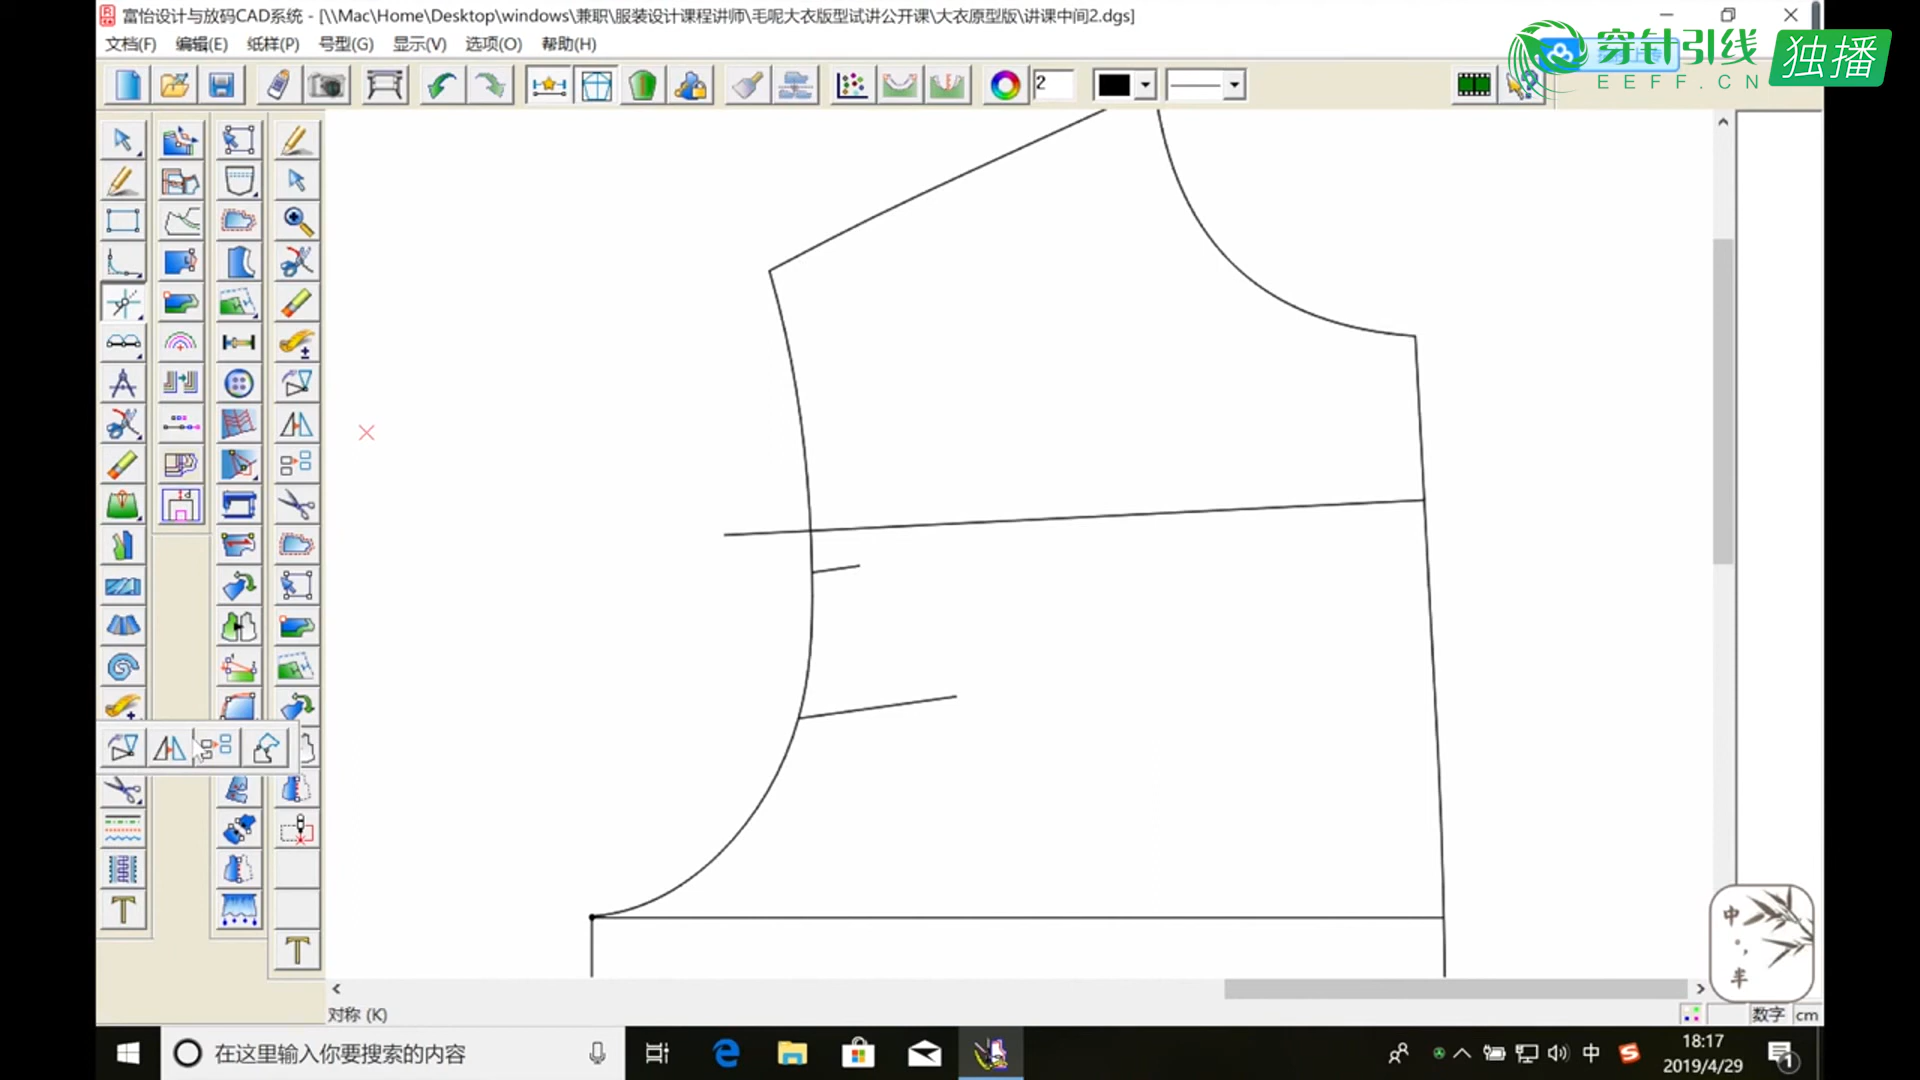 富怡设计与放码CAD系统 - [\\Mac\Home\Desktop\windows\兼职\服装设计课程讲师\毛呢大衣版型试讲公开课\大衣原型版\讲课中间2.dgs]
文档(F) 编辑(E) 纸样(P) 号型(G) 显示(V) 选项(O) 帮助(H)
穿针引线 独播
EEFF.CN
2
中
半
对称 (K)
数字 cm
在这里输入你要搜索的内容
中
18:17
2019/4/29
1